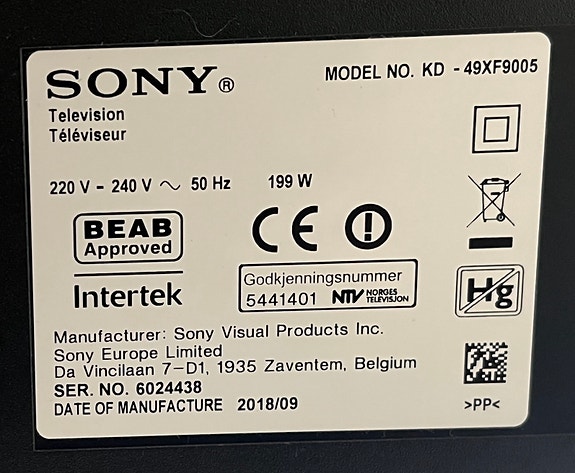 SONY®
MODEL NO. KD - 49XF9005
Television
Téléviseur
220 V - 240 V ~ 50 Hz 199 W
BEAB
Approved
CE
Intertek
Godkjenningsnummer
5441401 NTV NORGES
TELEVISJON
Hg
Manufacturer: Sony Visual Products Inc.
Sony Europe Limited
Da Vincilaan 7-D1, 1935 Zaventem, Belgium
SER. NO. 6024438
DATE OF MANUFACTURE 2018/09
>PP<